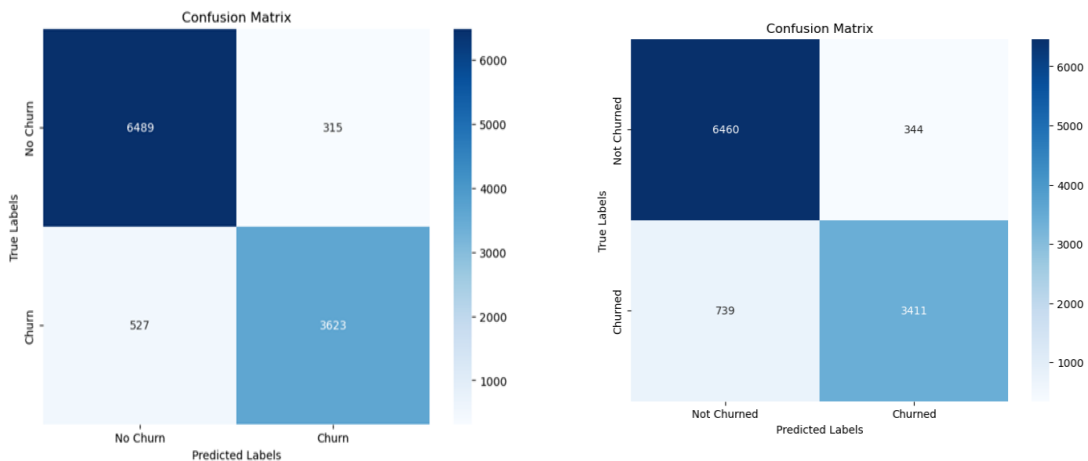 Confusion Matrix
No Churn
Churn
True Labels
6489
315
527
3623
No Churn
Churn
Predicted Labels
6000
5000
4000
3000
2000
1000
Confusion Matrix
Not Churned
Churned
True Labels
6460
344
739
3411
Not Churned
Churned
Predicted Labels
6000
5000
4000
3000
2000
1000